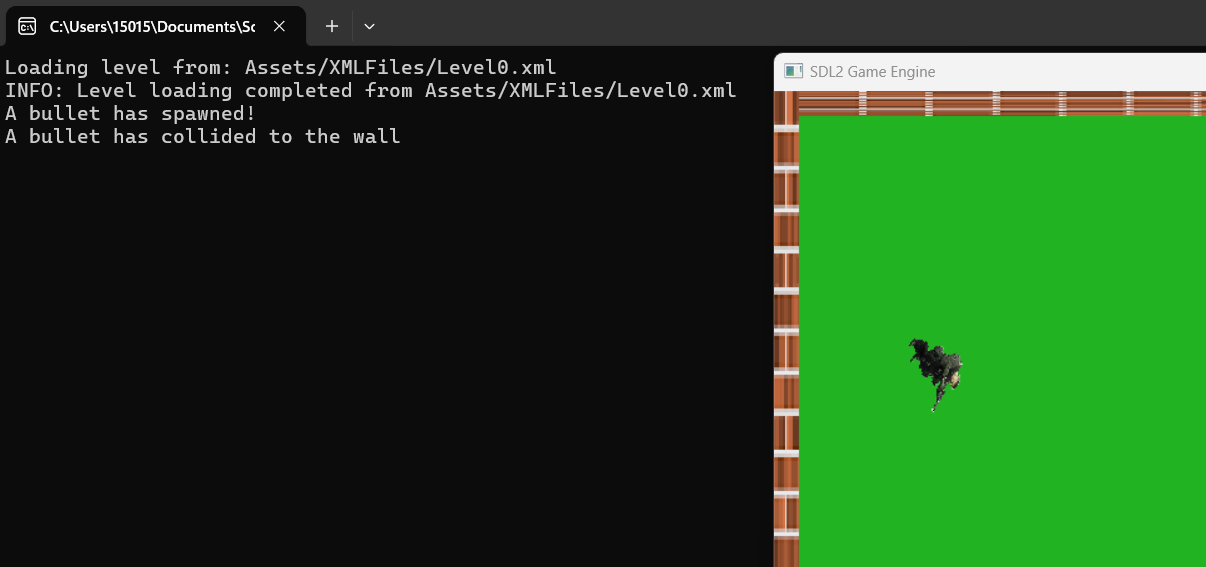 C:\Users\15015\Documents\Sc
Loading level from: Assets/XMLFiles/Level0.xml
INFO: Level loading completed from Assets/XMLFiles/Level0.xml
A bullet has spawned!
A bullet has collided to the wall
SDL2 Game Engine